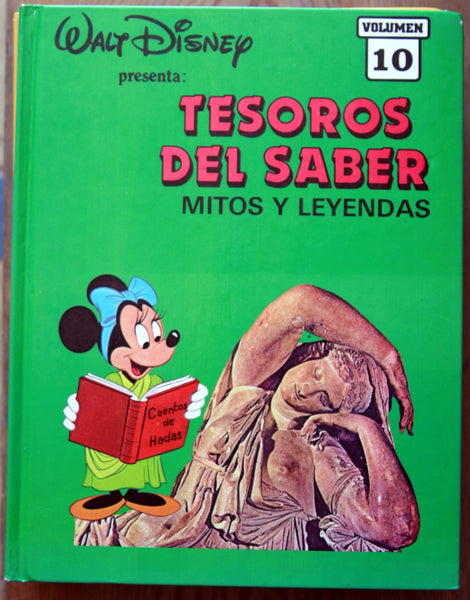 WALT DISNEY
presenta:
VOLUMEN
10
TESOROS
DEL SABER
MITOS Y LEYENDAS
Cuentos
de
Hadas